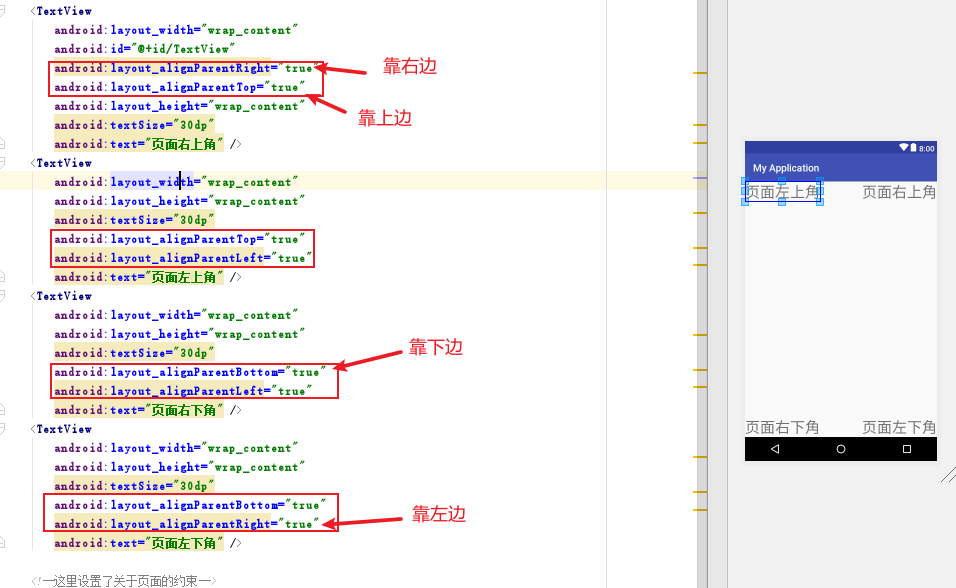 <TextView
android:layout_width="wrap_content"
android:id="@+id/TextView"
android:layout_alignParentRight="true"
靠右边
android:layout_alignParentTop="true"
android:layout_height="wrap_content"
靠上边
android:textSize="30dp"
android:text="页面右上角" />
<TextView
android:layout_width="wrap_content"
android:layout_height="wrap_content"
android:textSize="30dp"
android:layout_alignParentTop="true"
android:layout_alignParentLeft="true"
android:text="页面左上角" />
<TextView
android:layout_width="wrap_content"
android:layout_height="wrap_content"
android:textSize="30dp"
靠下边
android:layout_alignParentBottom="true"
android:layout_alignParentLeft="true"
android:text="页面右下角" />
<TextView
android:layout_width="wrap_content"
android:layout_height="wrap_content"
android:textSize="30dp"
android:layout_alignParentBottom="true"
靠左边
android:layout_alignParentRight="true"
android:text="页面左下角" />
<!--这里设置了关于页面的约束-->
8:00
My Application
页面左上角
页面右上角
页面右下角
页面左下角